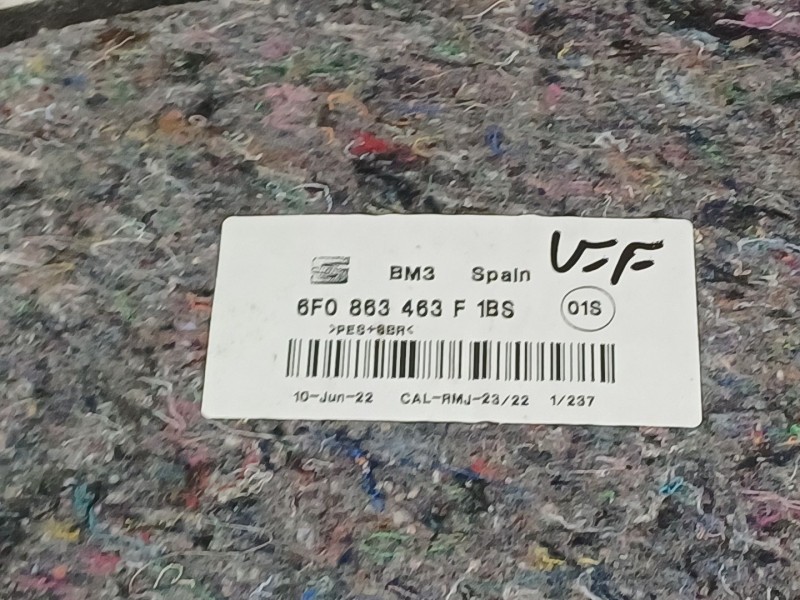 BM3 Spain V-F
6F0 863 463 F 1BS 01S
>PES+SBR<
10-Jun-22 CAL-RMJ-23/22 1/237